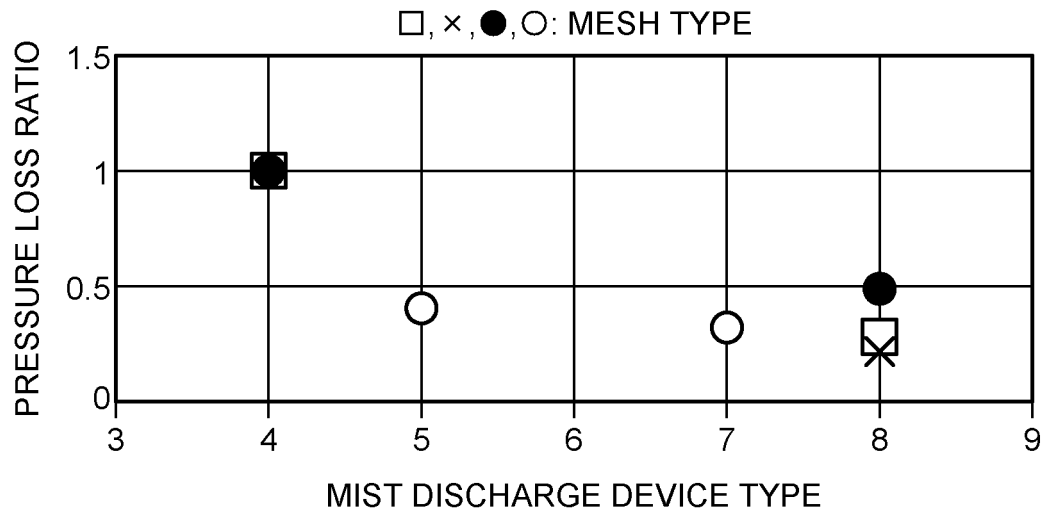 □, ×, ●, ○: MESH TYPE
PRESSURE LOSS RATIO
1.5
1
0.5
0
3 4 5 6 7 8 9
MIST DISCHARGE DEVICE TYPE